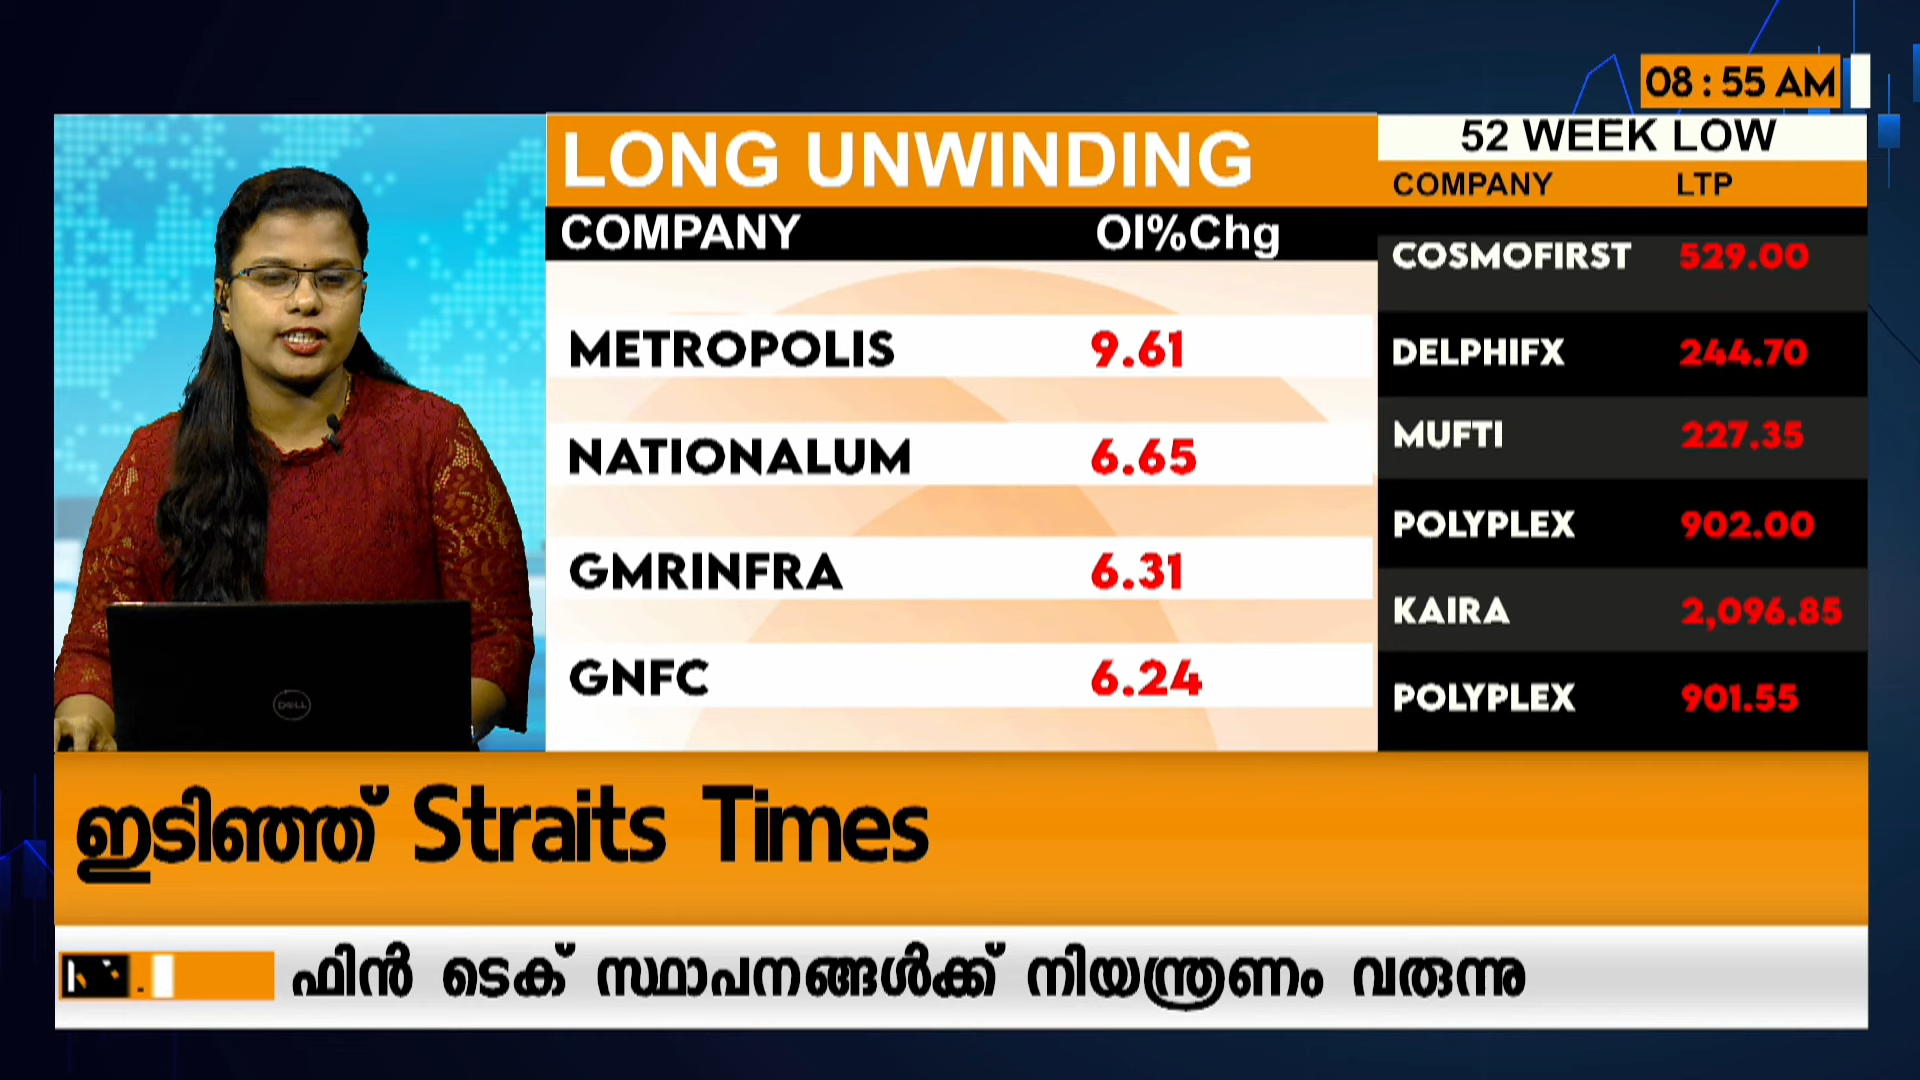 08 : 55 AM
LONG UNWINDING
COMPANY OI%Chg
METROPOLIS 9.61
NATIONALUM 6.65
GMRINFRA 6.31
GNFC 6.24
52 WEEK LOW
COMPANY LTP
COSMOFIRST 529.00
DELPHIFX 244.70
MUFTI 227.35
POLYPLEX 902.00
KAIRA 2,096.85
POLYPLEX 901.55
DELL
ഇടിഞ്ഞ് Straits Times
ഫിൻ ടെക് സ്ഥാപനങ്ങൾക്ക് നിയന്ത്രണം വരുന്നു